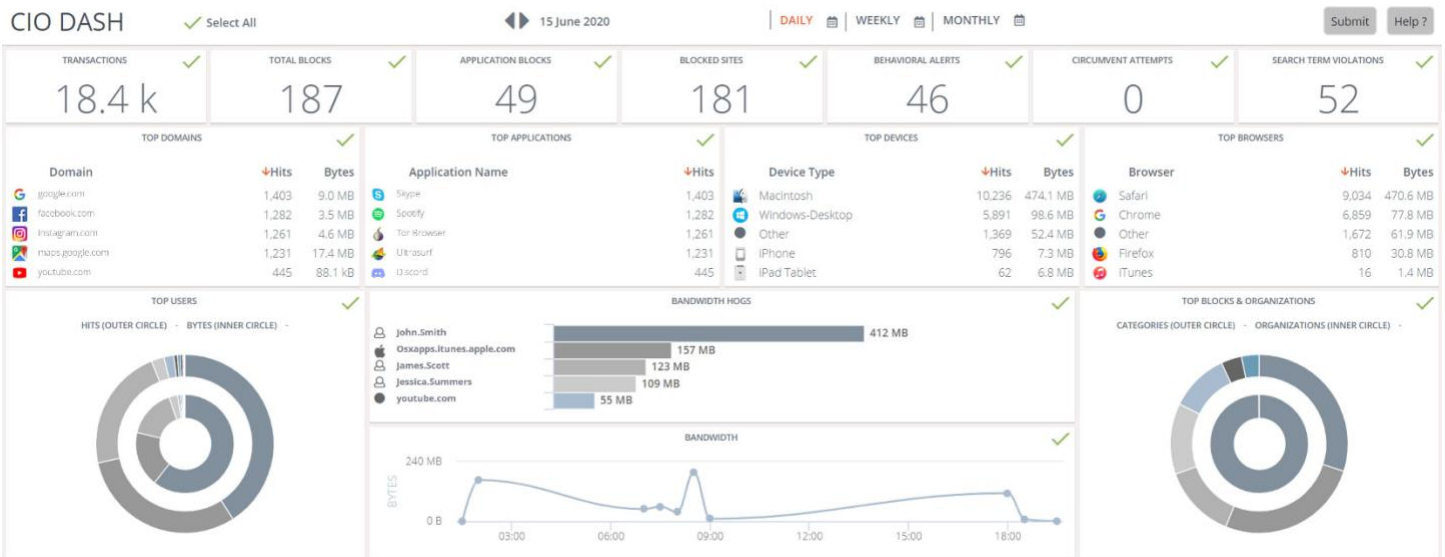 CIO DASH
Select All
15 June 2020
DAILY
WEEKLY
MONTHLY
Submit
Help ?
TRANSACTIONS
18.4 k
TOTAL BLOCKS
187
APPLICATION BLOCKS
49
BLOCKED SITES
181
BEHAVIORAL ALERTS
46
CIRCUMVENT ATTEMPTS
0
SEARCH TERM VIOLATIONS
52
TOP DOMAINS
Domain Hits Bytes
google.com 1,403 9.0 MB
facebook.com 1,282 3.5 MB
instagram.com 1,261 4.6 MB
maps.google.com 1,231 17.4 MB
youtube.com 445 88.1 kB
TOP APPLICATIONS
Application Name Hits
Skype 1,403
Spotify 1,282
Tor Browser 1,261
Ultrasurf 1,231
Discord 445
TOP DEVICES
Device Type Hits Bytes
Macintosh 10,236 474.1 MB
Windows-Desktop 5,891 98.6 MB
Other 1,369 52.4 MB
iPhone 796 7.3 MB
iPad Tablet 62 6.8 MB
TOP BROWSERS
Browser Hits Bytes
Safari 9,034 470.6 MB
Chrome 6,859 77.8 MB
Other 1,672 61.9 MB
Firefox 810 30.8 MB
iTunes 16 1.4 MB
TOP USERS
HITS (OUTER CIRCLE) - BYTES (INNER CIRCLE) -
BANDWIDTH HOGS
John.Smith 412 MB
Osxapps.itunes.apple.com 157 MB
James.Scott 123 MB
Jessica.Summers 109 MB
youtube.com 55 MB
BANDWIDTH
240 MB
BYTES
0 B
03:00 06:00 09:00 12:00 15:00 18:00
TOP BLOCKS & ORGANIZATIONS
CATEGORIES (OUTER CIRCLE) - ORGANIZATIONS (INNER CIRCLE) -